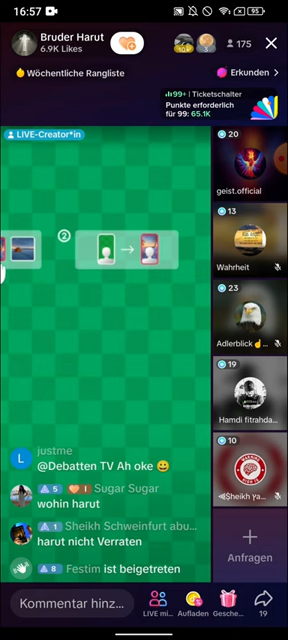 16:57
95
Bruder Harut
6.9K Likes
10
3
175
Wöchentliche Rangliste
Erkunden
99+ | Ticketschalter
Punkte erforderlich
für 99: 65.1K
LIVE-Creator*in
20
geist.official
②
13
Wahrheit
23
Adlerblick☝️...
19
Hamdi fitrahda...
10
L
justme
@Debatten TV Ah oke 😀
5 I Sugar Sugar
wohin harut
1 Sheikh Schweinfurt abu...
harut nicht Verraten
8 Festim ist beigetreten
+
Anfragen
Kommentar hinz...
LIVE mi...
Aufladen
Gesche...
19